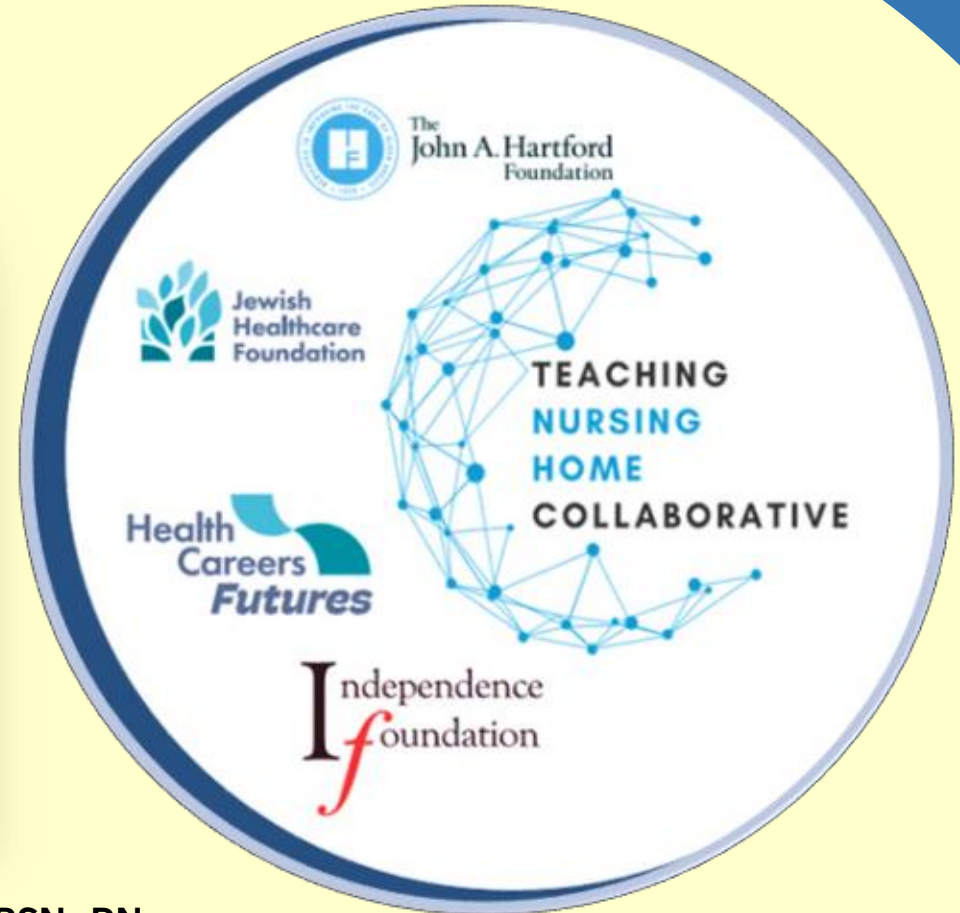 The
John A. Hartford
Foundation
Jewish
Healthcare
Foundation
TEACHING
NURSING
HOME
COLLABORATIVE
Health
Careers
Futures
Independence
foundation